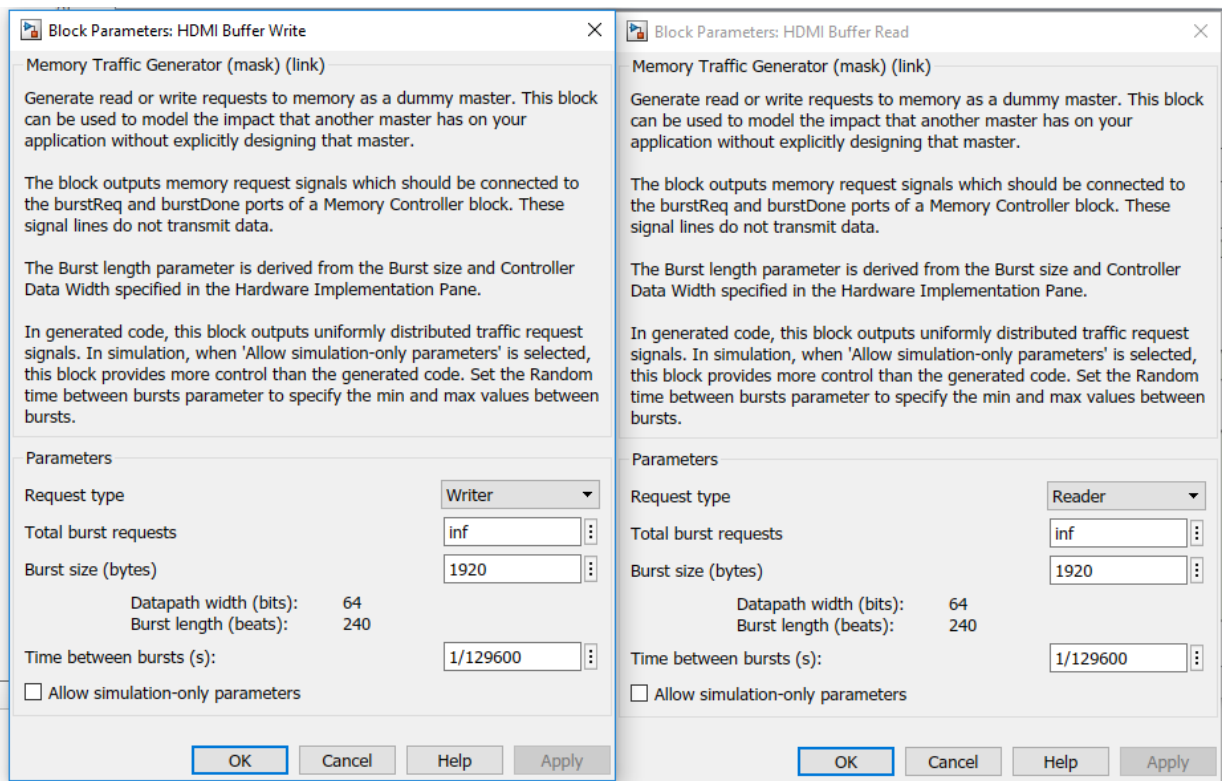 Block Parameters: HDMI Buffer Write
Memory Traffic Generator (mask) (link)
Generate read or write requests to memory as a dummy master. This block
can be used to model the impact that another master has on your
application without explicitly designing that master.
The block outputs memory request signals which should be connected to
the burstReq and burstDone ports of a Memory Controller block. These
signal lines do not transmit data.
The Burst length parameter is derived from the Burst size and Controller
Data Width specified in the Hardware Implementation Pane.
In generated code, this block outputs uniformly distributed traffic request
signals. In simulation, when 'Allow simulation-only parameters' is selected,
this block provides more control than the generated code. Set the Random
time between bursts parameter to specify the min and max values between
bursts.
Parameters
Request type Writer
Total burst requests inf
Burst size (bytes) 1920
Datapath width (bits): 64
Burst length (beats): 240
Time between bursts (s): 1/129600
Allow simulation-only parameters
OK Cancel Help Apply
Block Parameters: HDMI Buffer Read
Memory Traffic Generator (mask) (link)
Generate read or write requests to memory as a dummy master. This block
can be used to model the impact that another master has on your
application without explicitly designing that master.
The block outputs memory request signals which should be connected to
the burstReq and burstDone ports of a Memory Controller block. These
signal lines do not transmit data.
The Burst length parameter is derived from the Burst size and Controller
Data Width specified in the Hardware Implementation Pane.
In generated code, this block outputs uniformly distributed traffic request
signals. In simulation, when 'Allow simulation-only parameters' is selected,
this block provides more control than the generated code. Set the Random
time between bursts parameter to specify the min and max values between
bursts.
Parameters
Request type Reader
Total burst requests inf
Burst size (bytes) 1920
Datapath width (bits): 64
Burst length (beats): 240
Time between bursts (s): 1/129600
Allow simulation-only parameters
OK Cancel Help Apply